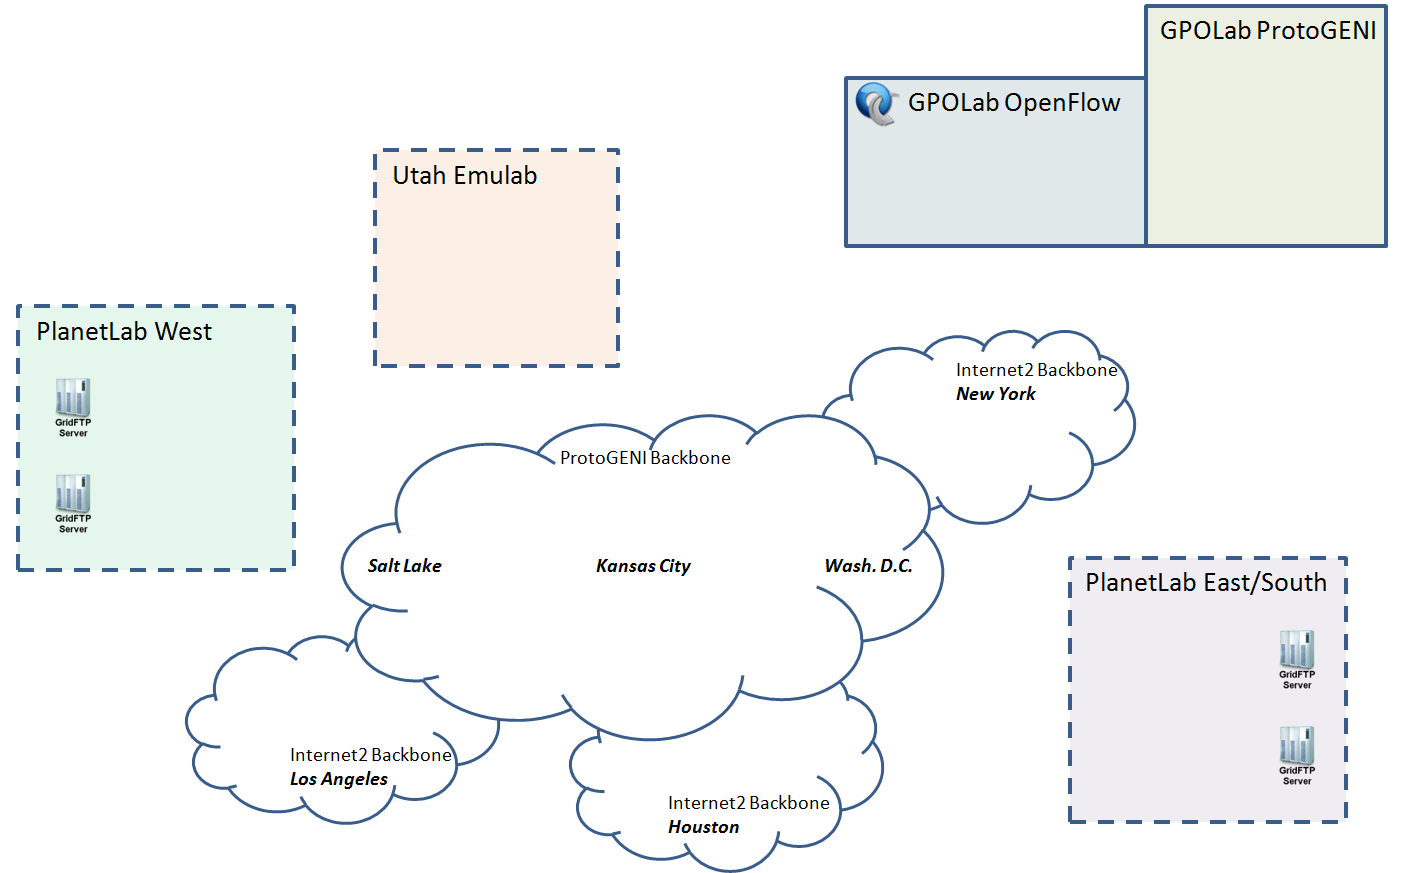 GPOLab ProtoGENI
GPOLab OpenFlow
Utah Emulab
PlanetLab West
GridFTP
Server
GridFTP
Server
Internet2 Backbone
New York
ProtoGENI Backbone
Salt Lake
Kansas City
Wash. D.C.
PlanetLab East/South
GridFTP
Server
GridFTP
Server
Internet2 Backbone
Los Angeles
Internet2 Backbone
Houston